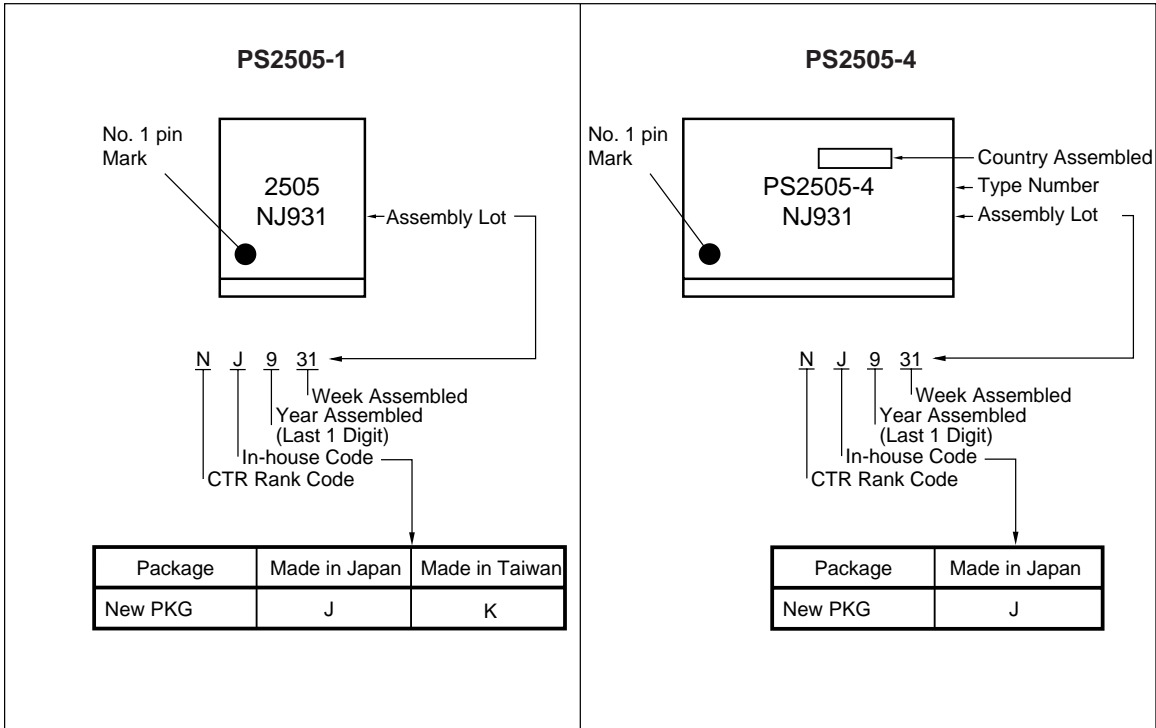 PS2505-1
No. 1 pin
Mark
2505
NJ931
Assembly Lot
N J 9 31
Week Assembled
Year Assembled
(Last 1 Digit)
In-house Code
CTR Rank Code
Package Made in Japan Made in Taiwan
New PKG J K
PS2505-4
No. 1 pin
Mark
Country Assembled
PS2505-4
Type Number
NJ931
Assembly Lot
N J 9 31
Week Assembled
Year Assembled
(Last 1 Digit)
In-house Code
CTR Rank Code
Package Made in Japan
New PKG J